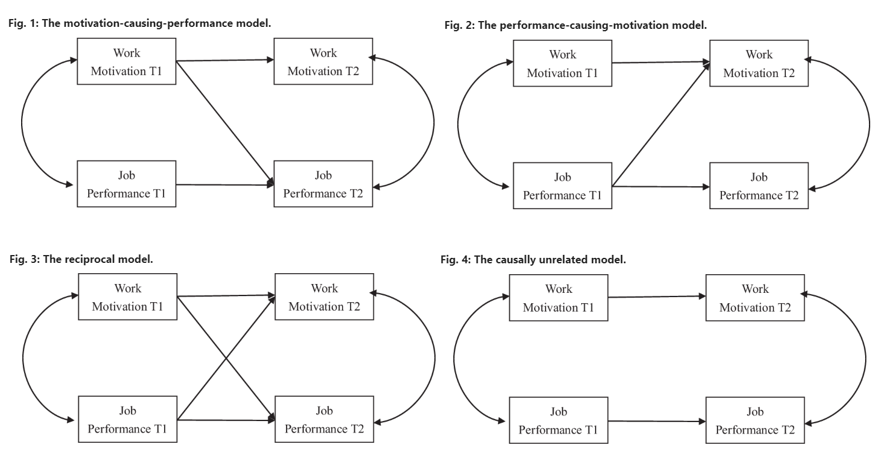 Fig. 1: The motivation-causing-performance model.
Work
Motivation T1
Work
Motivation T2
Job
Performance T1
Job
Performance T2
Fig. 2: The performance-causing-motivation model.
Work
Motivation T1
Work
Motivation T2
Job
Performance T1
Job
Performance T2
Fig. 3: The reciprocal model.
Work
Motivation T1
Work
Motivation T2
Job
Performance T1
Job
Performance T2
Fig. 4: The causally unrelated model.
Work
Motivation T1
Work
Motivation T2
Job
Performance T1
Job
Performance T2